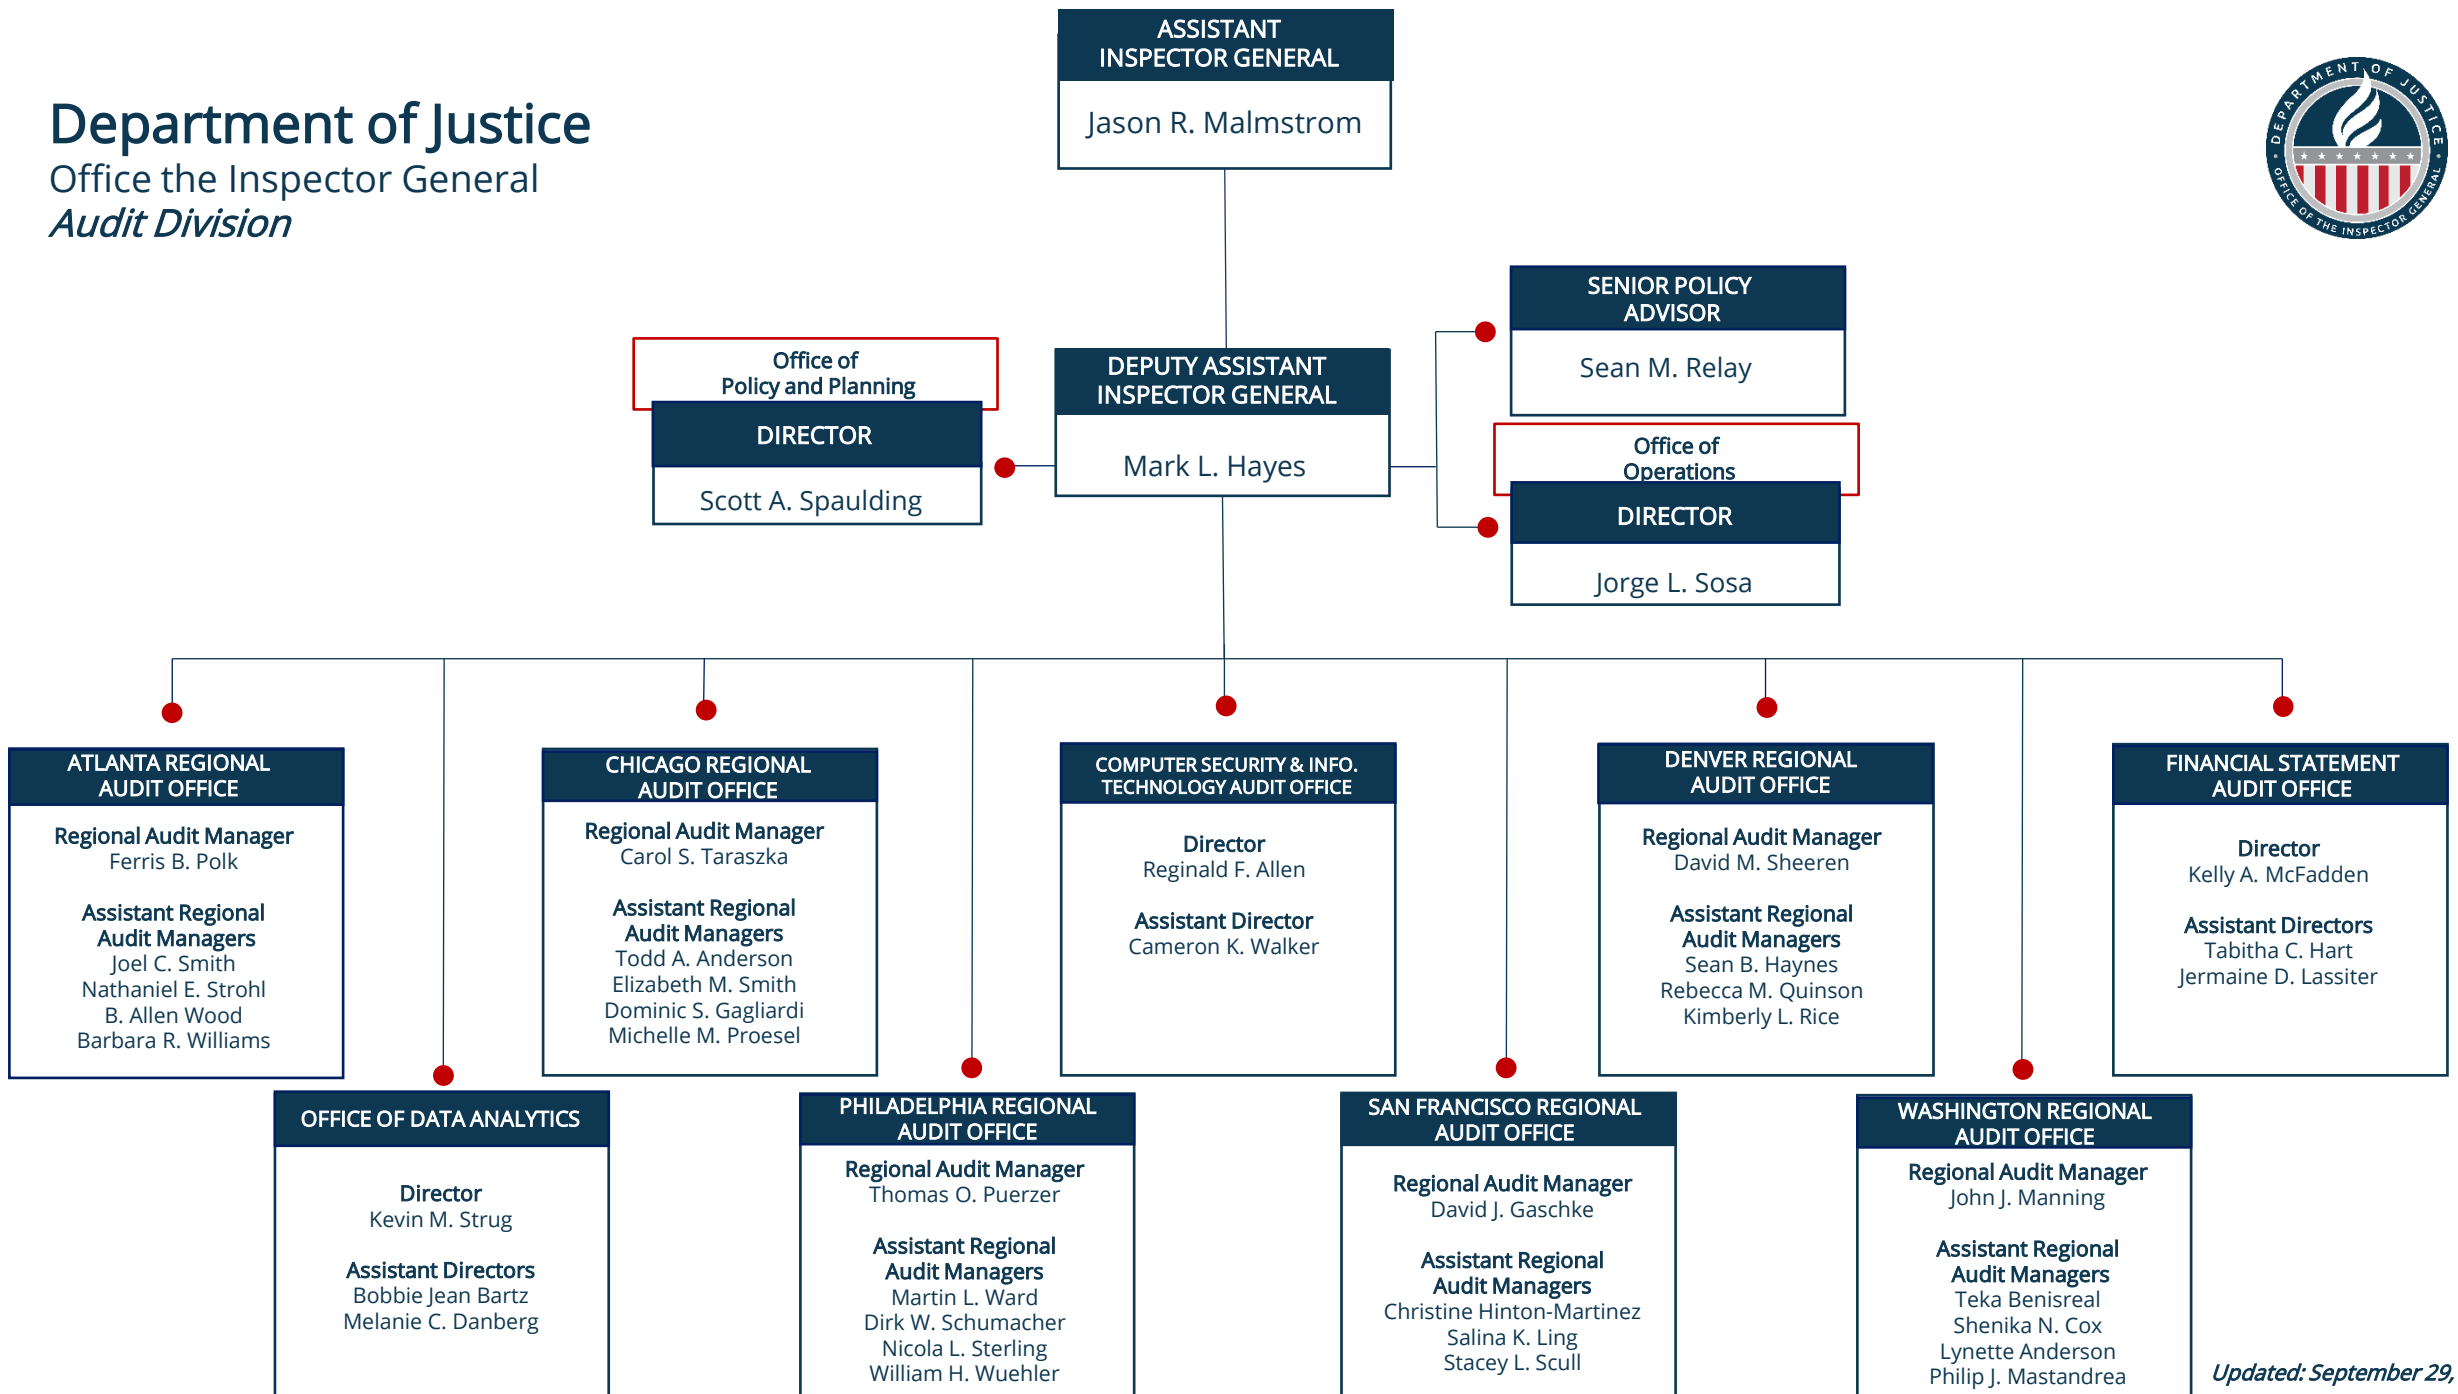 ASSISTANT
INSPECTOR GENERAL
Jason R. Malmstrom
Department of Justice
Office the Inspector General
Audit Division
DEPARTMENT OF JUSTICE
OFFICE OF THE INSPECTOR GENERAL
SENIOR POLICY
ADVISOR
Sean M. Relay
Office of
Policy and Planning
DIRECTOR
Scott A. Spaulding
DEPUTY ASSISTANT
INSPECTOR GENERAL
Mark L. Hayes
Office of
Operations
DIRECTOR
Jorge L. Sosa
ATLANTA REGIONAL
AUDIT OFFICE
Regional Audit Manager
Ferris B. Polk
Assistant Regional
Audit Managers
Joel C. Smith
Nathaniel E. Strohl
B. Allen Wood
Barbara R. Williams
CHICAGO REGIONAL
AUDIT OFFICE
Regional Audit Manager
Carol S. Taraszka
Assistant Regional
Audit Managers
Todd A. Anderson
Elizabeth M. Smith
Dominic S. Gagliardi
Michelle M. Proesel
COMPUTER SECURITY & INFO.
TECHNOLOGY AUDIT OFFICE
Director
Reginald F. Allen
Assistant Director
Cameron K. Walker
DENVER REGIONAL
AUDIT OFFICE
Regional Audit Manager
David M. Sheeren
Assistant Regional
Audit Managers
Sean B. Haynes
Rebecca M. Quinson
Kimberly L. Rice
FINANCIAL STATEMENT
AUDIT OFFICE
Director
Kelly A. McFadden
Assistant Directors
Tabitha C. Hart
Jermaine D. Lassiter
OFFICE OF DATA ANALYTICS
Director
Kevin M. Strug
Assistant Directors
Bobbie Jean Bartz
Melanie C. Danberg
PHILADELPHIA REGIONAL
AUDIT OFFICE
Regional Audit Manager
Thomas O. Puerzer
Assistant Regional
Audit Managers
Martin L. Ward
Dirk W. Schumacher
Nicola L. Sterling
William H. Wuehler
SAN FRANCISCO REGIONAL
AUDIT OFFICE
Regional Audit Manager
David J. Gaschke
Assistant Regional
Audit Managers
Christine Hinton-Martinez
Salina K. Ling
Stacey L. Scull
WASHINGTON REGIONAL
AUDIT OFFICE
Regional Audit Manager
John J. Manning
Assistant Regional
Audit Managers
Teka Benisreal
Shenika N. Cox
Lynette Anderson
Philip J. Mastandrea
Updated: September 29,